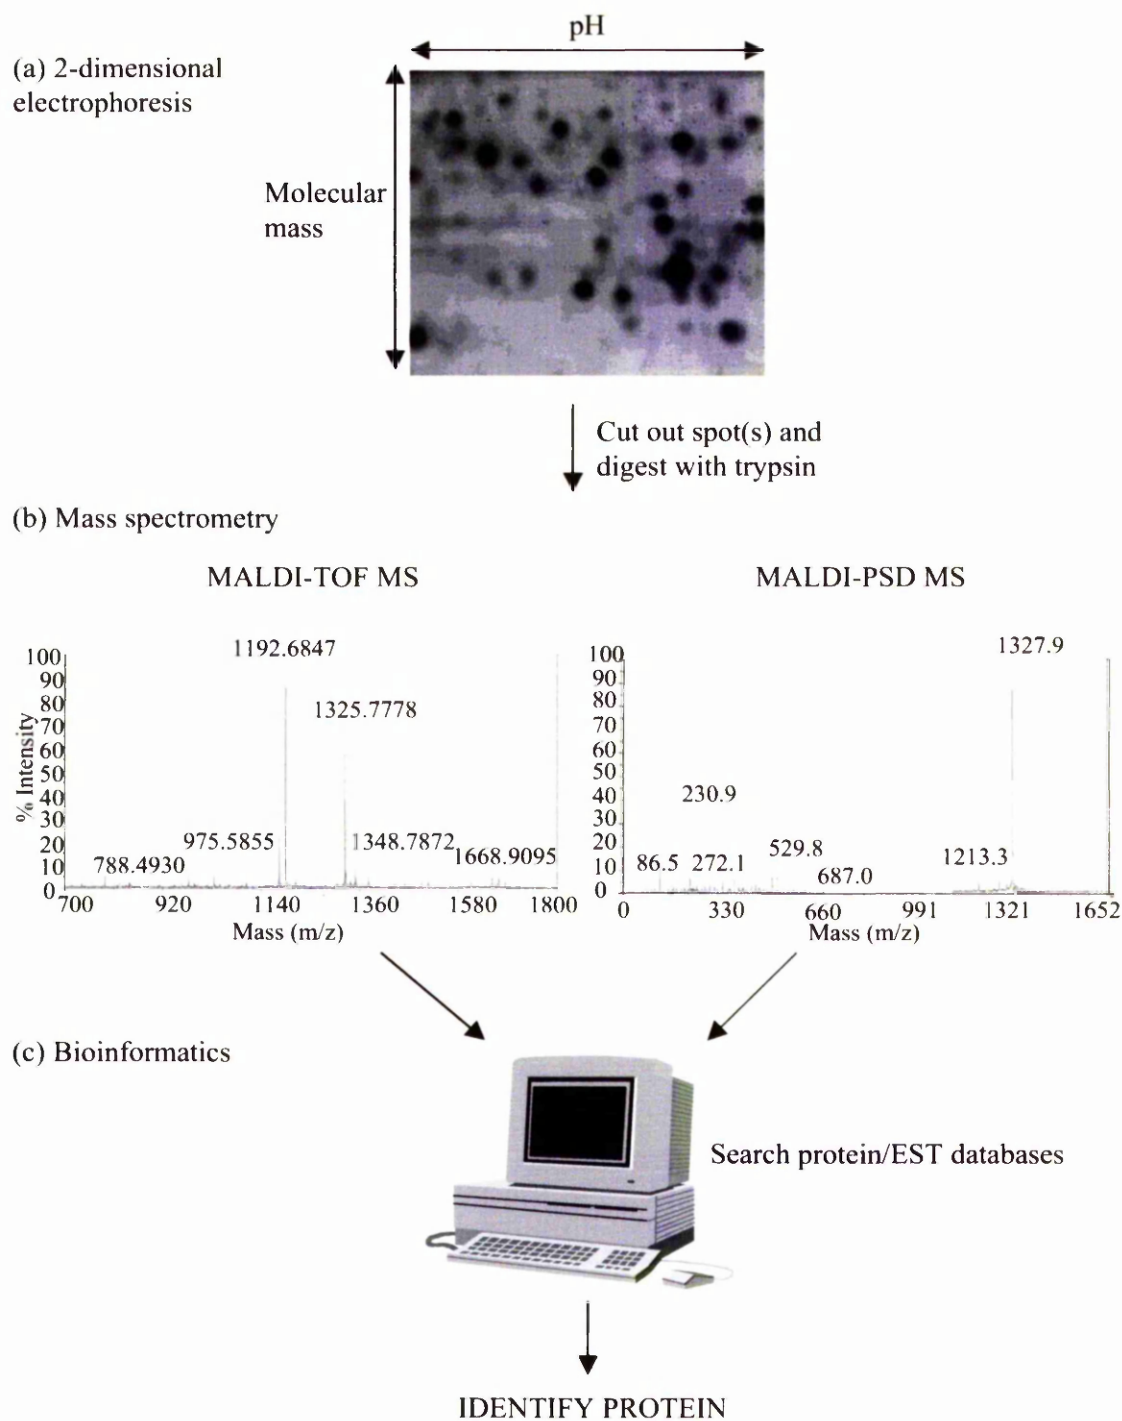 pH
(a) 2-dimensional
electrophoresis
Molecular
mass
Cut out spot(s) and
digest with trypsin
(b) Mass spectrometry
MALDI-TOF MS
MALDI-PSD MS
% Intensity
100
90
80
70
60
50
40
30
20
10
0
1192.6847
1325.7778
975.5855
1348.7872
788.4930
1668.9095
700 920 1140 1360 1580 1800
Mass (m/z)
100
90
80
70
60
50
40
30
20
10
0
1327.9
230.9
86.5
272.1
529.8
687.0
1213.3
0 330 660 991 1321 1652
Mass (m/z)
(c) Bioinformatics
Search protein/EST databases
IDENTIFY PROTEIN